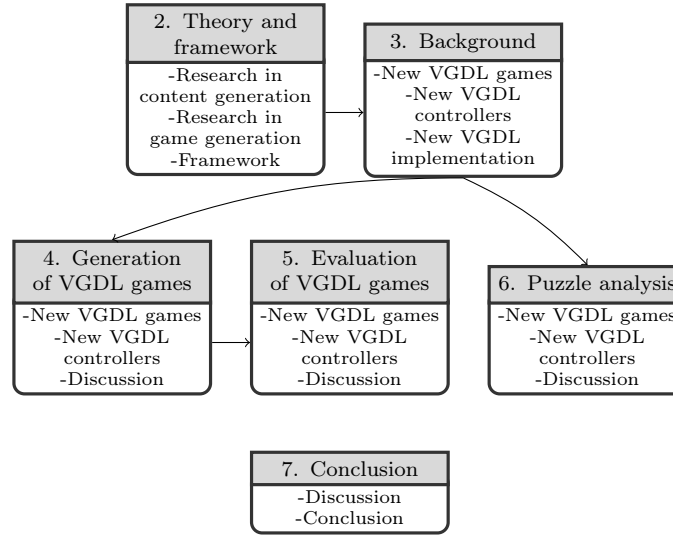 2. Theory and
framework
-Research in
content generation
-Research in
game generation
-Framework
3. Background
-New VGDL games
-New VGDL
controllers
-New VGDL
implementation
4. Generation
of VGDL games
-New VGDL games
-New VGDL
controllers
-Discussion
5. Evaluation
of VGDL games
-New VGDL games
-New VGDL
controllers
-Discussion
6. Puzzle analysis
-New VGDL games
-New VGDL
controllers
-Discussion
7. Conclusion
-Discussion
-Conclusion